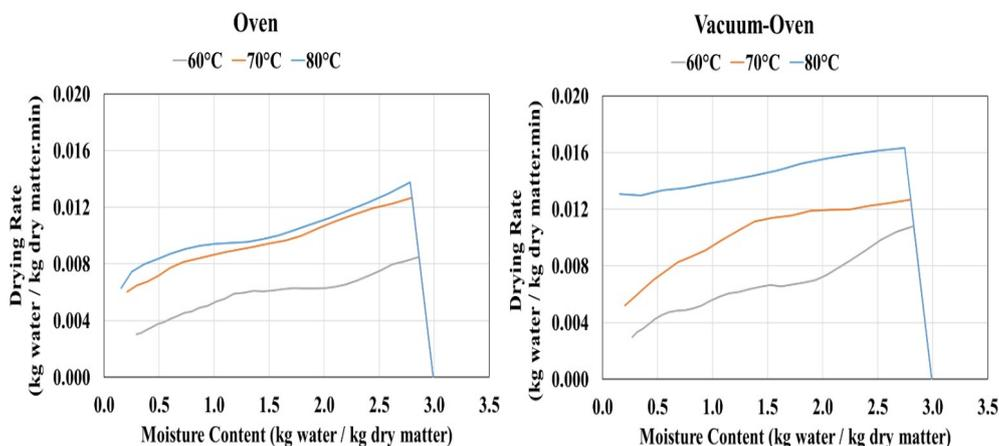 Oven
60°C 70°C 80°C
0.020
0.016
0.012
0.008
0.004
0.000
Drying Rate
(kg water / kg dry matter.min)
0.0 0.5 1.0 1.5 2.0 2.5 3.0 3.5
Moisture Content (kg water / kg dry matter)
Vacuum-Oven
60°C 70°C 80°C
0.020
0.016
0.012
0.008
0.004
0.000
Drying Rate
(kg water / kg dry matter.min)
0.0 0.5 1.0 1.5 2.0 2.5 3.0 3.5
Moisture Content (kg water / kg dry matter)